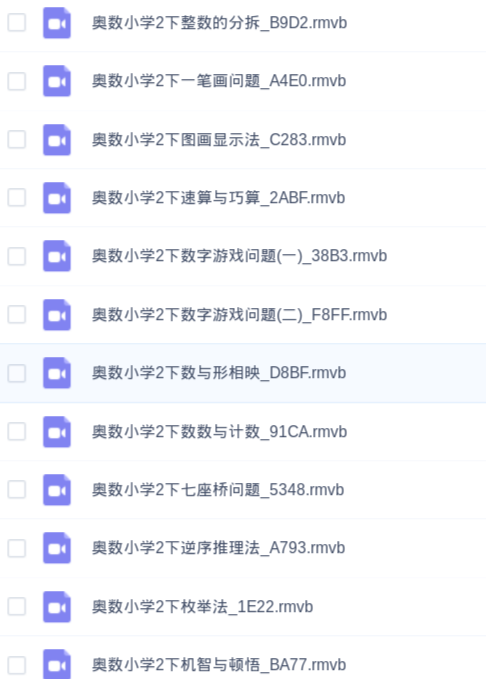 奥数小学2下整数的分拆_B9D2.rmvb
奥数小学2下一笔画问题_A4E0.rmvb
奥数小学2下图画显示法_C283.rmvb
奥数小学2下速算与巧算_2ABF.rmvb
奥数小学2下数字游戏问题(一)_38B3.rmvb
奥数小学2下数字游戏问题(二)_F8FF.rmvb
奥数小学2下数与形相映_D8BF.rmvb
奥数小学2下数数与计数_91CA.rmvb
奥数小学2下七座桥问题_5348.rmvb
奥数小学2下逆序推理法_A793.rmvb
奥数小学2下枚举法_1E22.rmvb
奥数小学2下机智与顿悟_BA77.rmvb